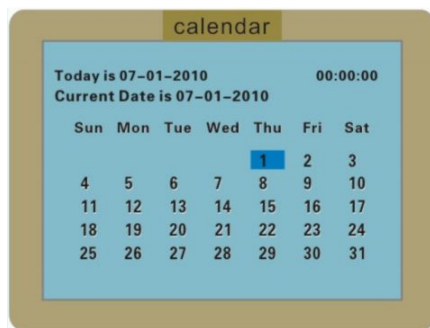 calendar
Today is 07-01-2010 00:00:00
Current Date is 07-01-2010
Sun Mon Tue Wed Thu Fri Sat
1 2 3
4 5 6 7 8 9 10
11 12 13 14 15 16 17
18 19 20 21 22 23 24
25 26 27 28 29 30 31